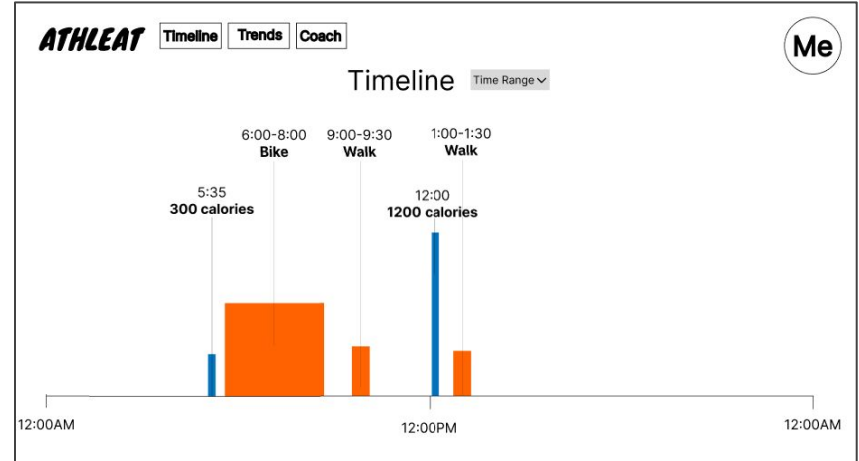 ATHLEAT Timeline Trends Coach Me
Timeline Time Range
6:00-8:00
Bike
9:00-9:30
Walk
1:00-1:30
Walk
5:35
300 calories
12:00
1200 calories
12:00AM
12:00PM
12:00AM